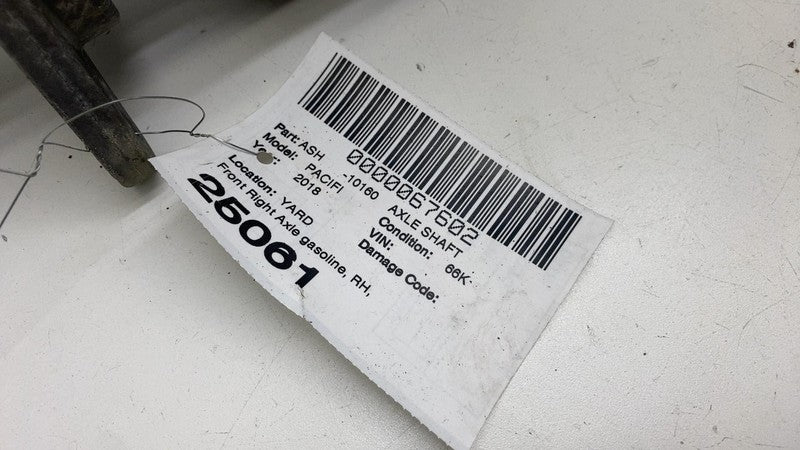 0000067602
Part: ASH -10160 AXLE SHAFT
Model: PACIFI Condition: 66K
Year: 2018 VIN:
Damage Code:
Location: YARD
Front Right Axle gasoline, RH,
25061